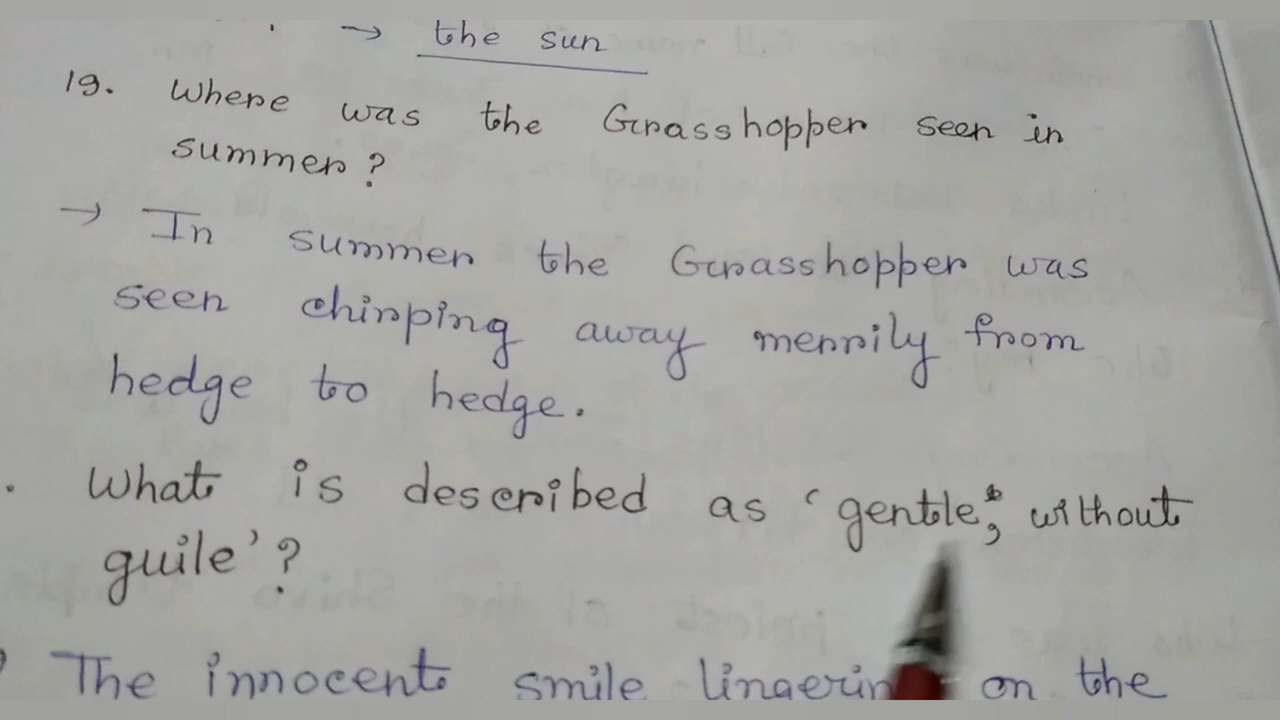 → the sun
19. Where was the Grasshopper seen in
summer?
→ In summer the Grasshopper was
seen chirping away merrily from
hedge to hedge.
. What is described as 'gentle, without
guile'?
The innocent smile lingering on the